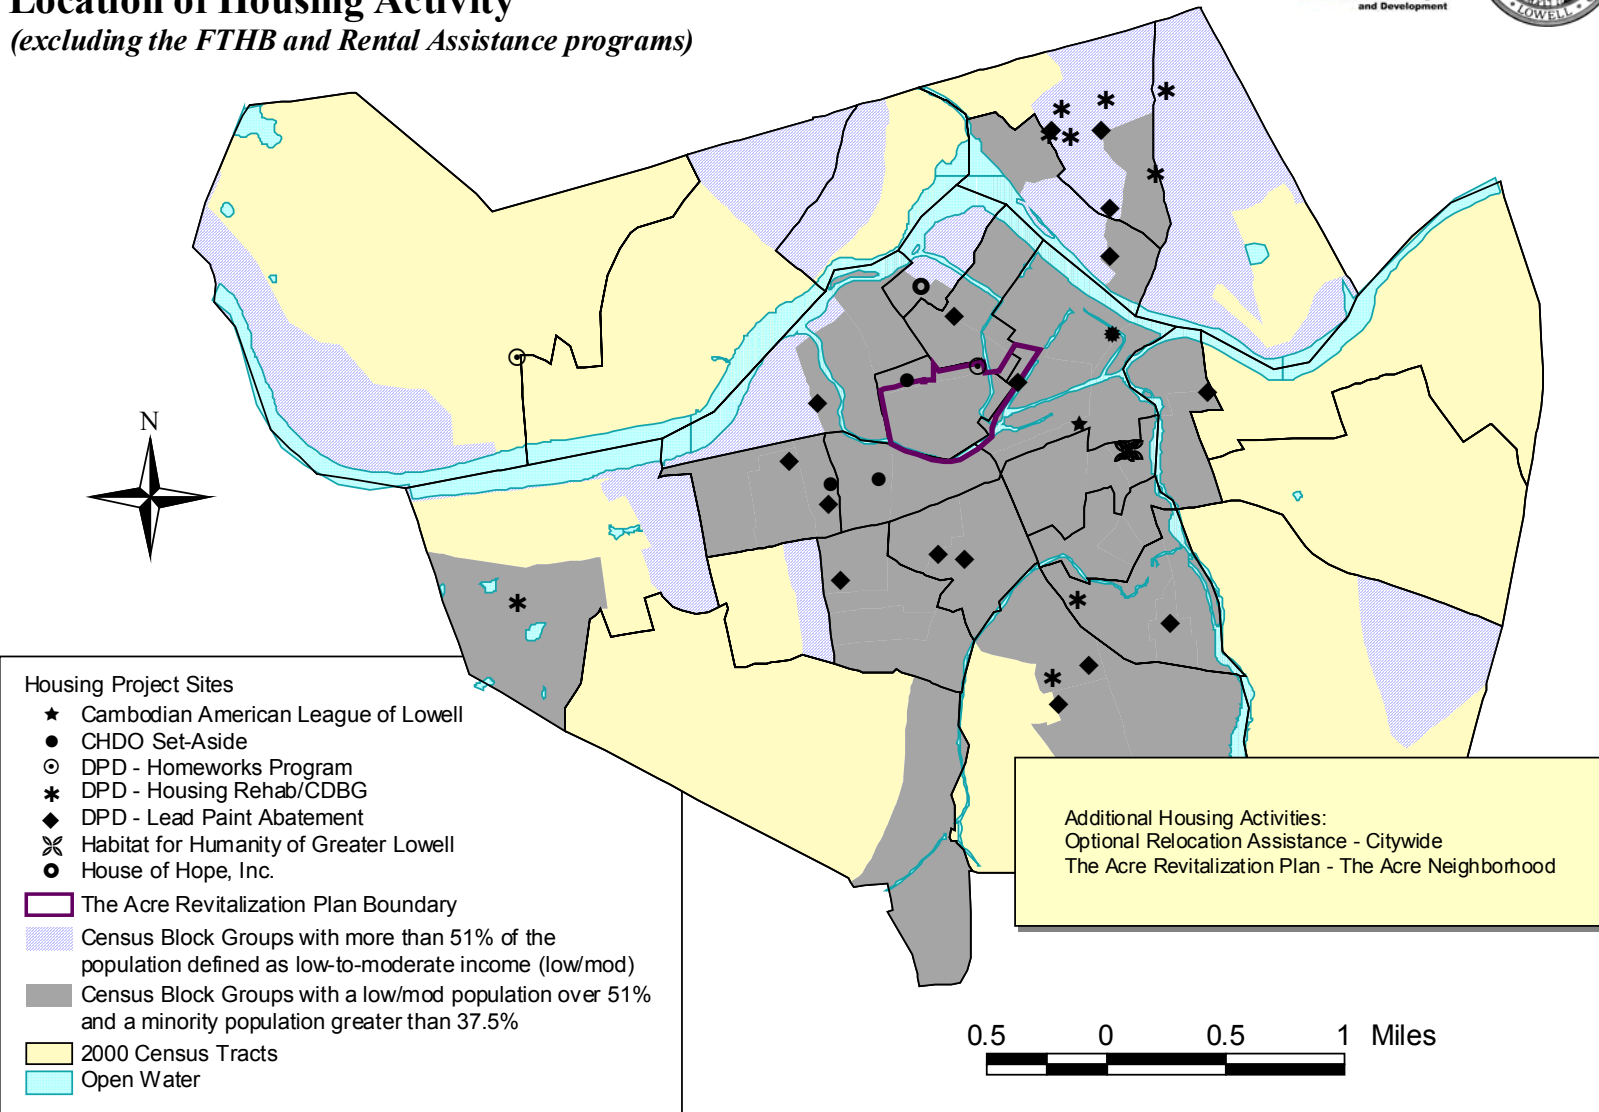 Location of Housing Activity
(excluding the FTHB and Rental Assistance programs)
and Development
LOWELL
N
Housing Project Sites
Cambodian American League of Lowell
CHDO Set-Aside
DPD - Homeworks Program
DPD - Housing Rehab/CDBG
DPD - Lead Paint Abatement
Habitat for Humanity of Greater Lowell
House of Hope, Inc.
The Acre Revitalization Plan Boundary
Census Block Groups with more than 51% of the
population defined as low-to-moderate income (low/mod)
Census Block Groups with a low/mod population over 51%
and a minority population greater than 37.5%
2000 Census Tracts
Open Water
Additional Housing Activities:
Optional Relocation Assistance - Citywide
The Acre Revitalization Plan - The Acre Neighborhood
0.5 0 0.5 1 Miles